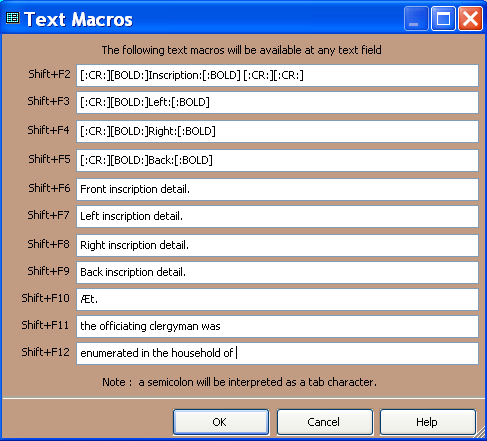 Text Macros
The following text macros will be available at any text field
Shift+F2 [:CR:][BOLD:]Inscription:[:BOLD] [:CR:][:CR:]
Shift+F3 [:CR:][BOLD:]Left:[:BOLD]
Shift+F4 [:CR:][BOLD:]Right:[:BOLD]
Shift+F5 [:CR:][BOLD:]Back:[:BOLD]
Shift+F6 Front inscription detail.
Shift+F7 Left inscription detail.
Shift+F8 Right inscription detail.
Shift+F9 Back inscription detail.
Shift+F10 Æt.
Shift+F11 the officiating clergyman was
Shift+F12 enumerated in the household of
Note : a semicolon will be interpreted as a tab character.
OK Cancel Help